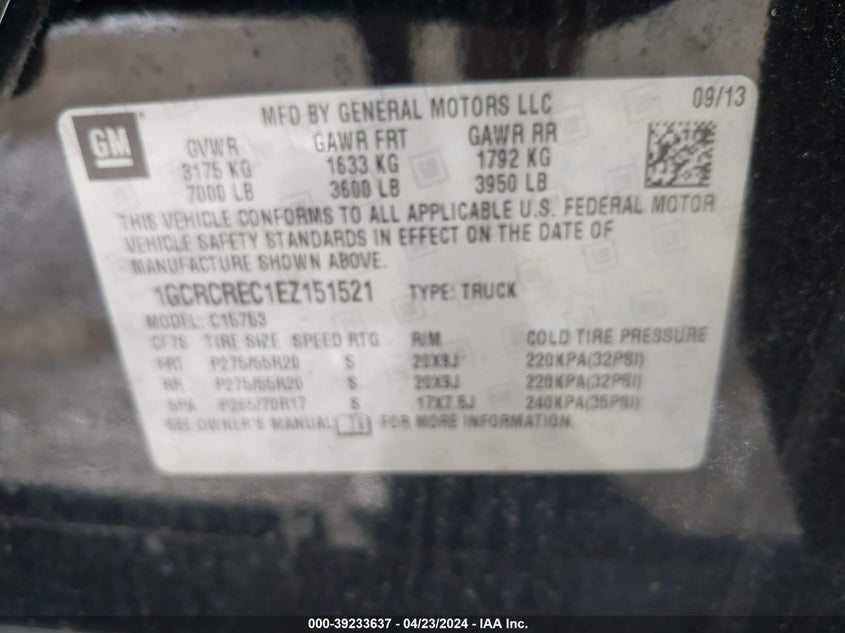 MFD BY GENERAL MOTORS LLC 09/13
GM
GVWR GAWR FRT GAWR RR
3175 KG 1633 KG 1792 KG
7000 LB 3600 LB 3950 LB
THIS VEHICLE CONFORMS TO ALL APPLICABLE U.S. FEDERAL MOTOR
VEHICLE SAFETY STANDARDS IN EFFECT ON THE DATE OF
MANUFACTURE SHOWN ABOVE.
1GCRCREC1EZ151521 TYPE: TRUCK
MODEL: C15753
TIRE SIZE SPEED RTG RIM COLD TIRE PRESSURE
FRT P275/55R20 S 20X9J 220KPA(32PSI)
RR P275/55R20 S 20X9J 220KPA(32PSI)
SPA P265/70R17 S 17X7.5J 240KPA(35PSI)
SEE OWNER'S MANUAL FOR MORE INFORMATION.
000-39233637 - 04/23/2024 - IAA Inc.